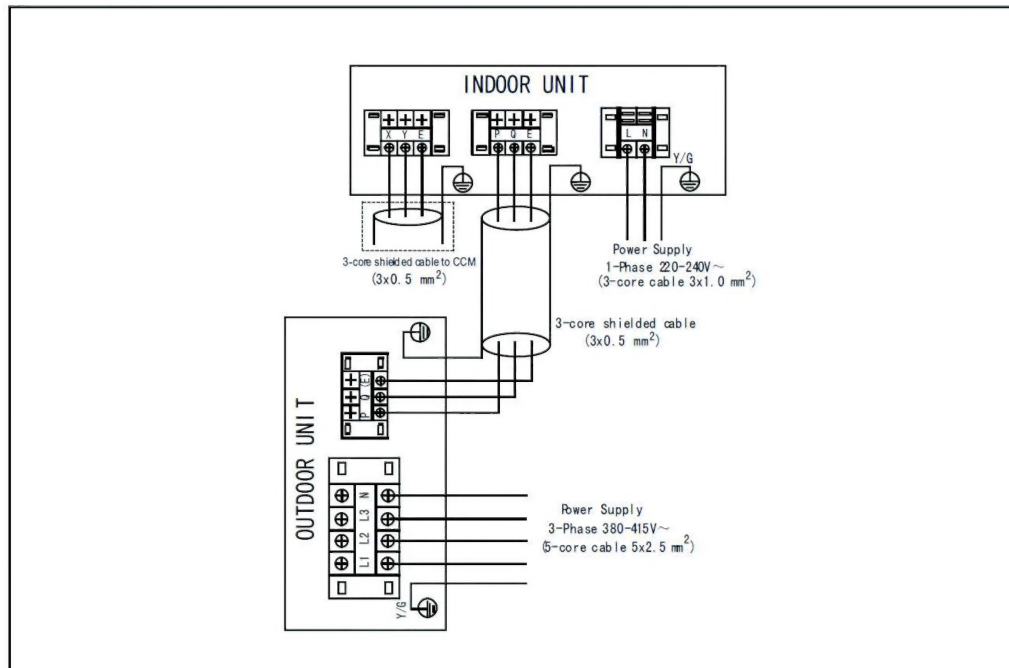 INDOOR UNIT
X Y E
P Q E
L N
Y/G
3-core shielded cable to CCM
(3x0.5 mm²)
Power Supply
1-Phase 220-240V～
(3-core cable 3x1.0 mm²)
3-core shielded cable
(3x0.5 mm²)
OUTDOOR UNIT
P Q (E)
L1 L2 L3 N
Y/G
Power Supply
3-Phase 380-415V～
(5-core cable 5x2.5 mm²)